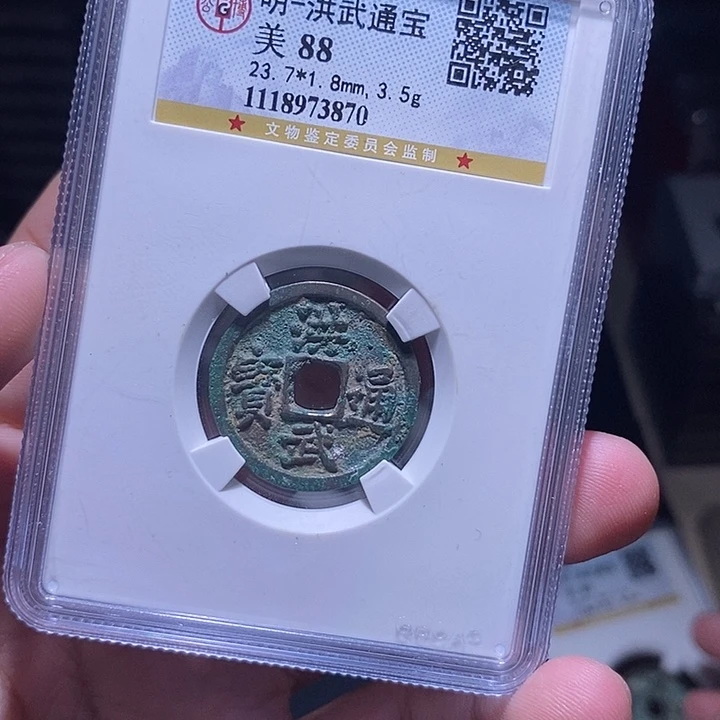 明-洪武通宝
美 88
23.7*1.8mm, 3.5g
1118973870
文物鉴定委员会监制
洪武通寶